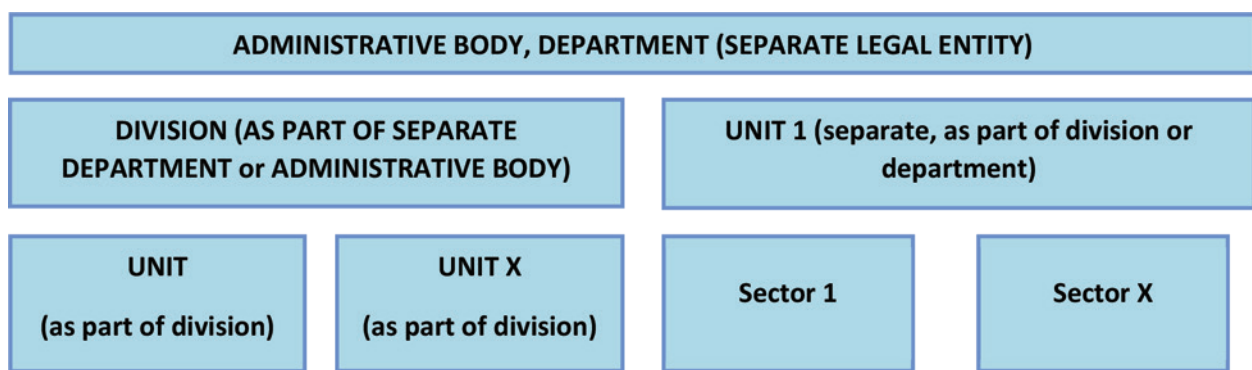 ADMINISTRATIVE BODY, DEPARTMENT (SEPARATE LEGAL ENTITY)
DIVISION (AS PART OF SEPARATE
DEPARTMENT or ADMINISTRATIVE BODY)
UNIT 1 (separate, as part of division or
department)
UNIT
(as part of division)
UNIT X
(as part of division)
Sector 1
Sector X